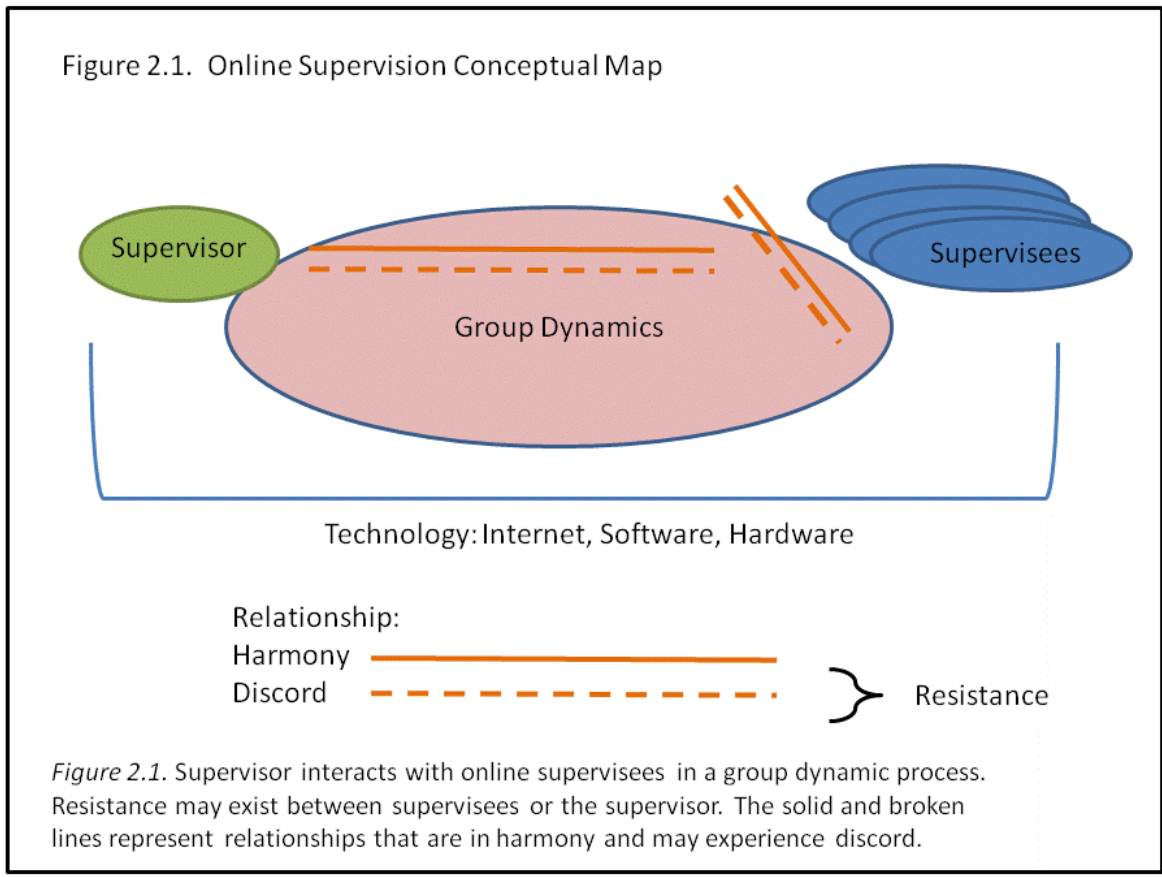 Figure 2.1.  Online Supervision Conceptual Map
Supervisor
Supervisees
Group Dynamics
Technology: Internet, Software, Hardware
Relationship:
Harmony
Discord
Resistance
Figure 2.1. Supervisor interacts with online supervisees in a group dynamic process.
Resistance may exist between supervisees or the supervisor.  The solid and broken
lines represent relationships that are in harmony and may experience discord.